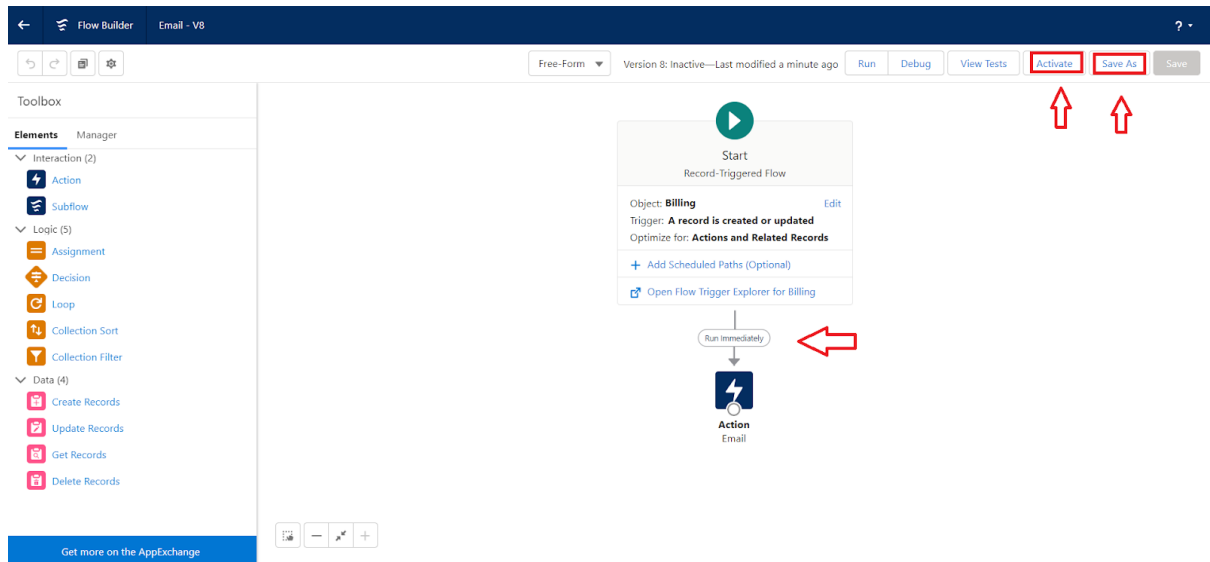 Flow Builder
Email - V8
?
Free-Form
Version 8: Inactive—Last modified a minute ago
Run
Debug
View Tests
Activate
Save As
Save
Toolbox
Elements
Manager
Interaction (2)
Action
Subflow
Logic (5)
Assignment
Decision
Loop
Collection Sort
Collection Filter
Data (4)
Create Records
Update Records
Get Records
Delete Records
Get more on the AppExchange
Start
Record-Triggered Flow
Object: Billing
Edit
Trigger: A record is created or updated
Optimize for: Actions and Related Records
+ Add Scheduled Paths (Optional)
Open Flow Trigger Explorer for Billing
Run Immediately
Action
Email